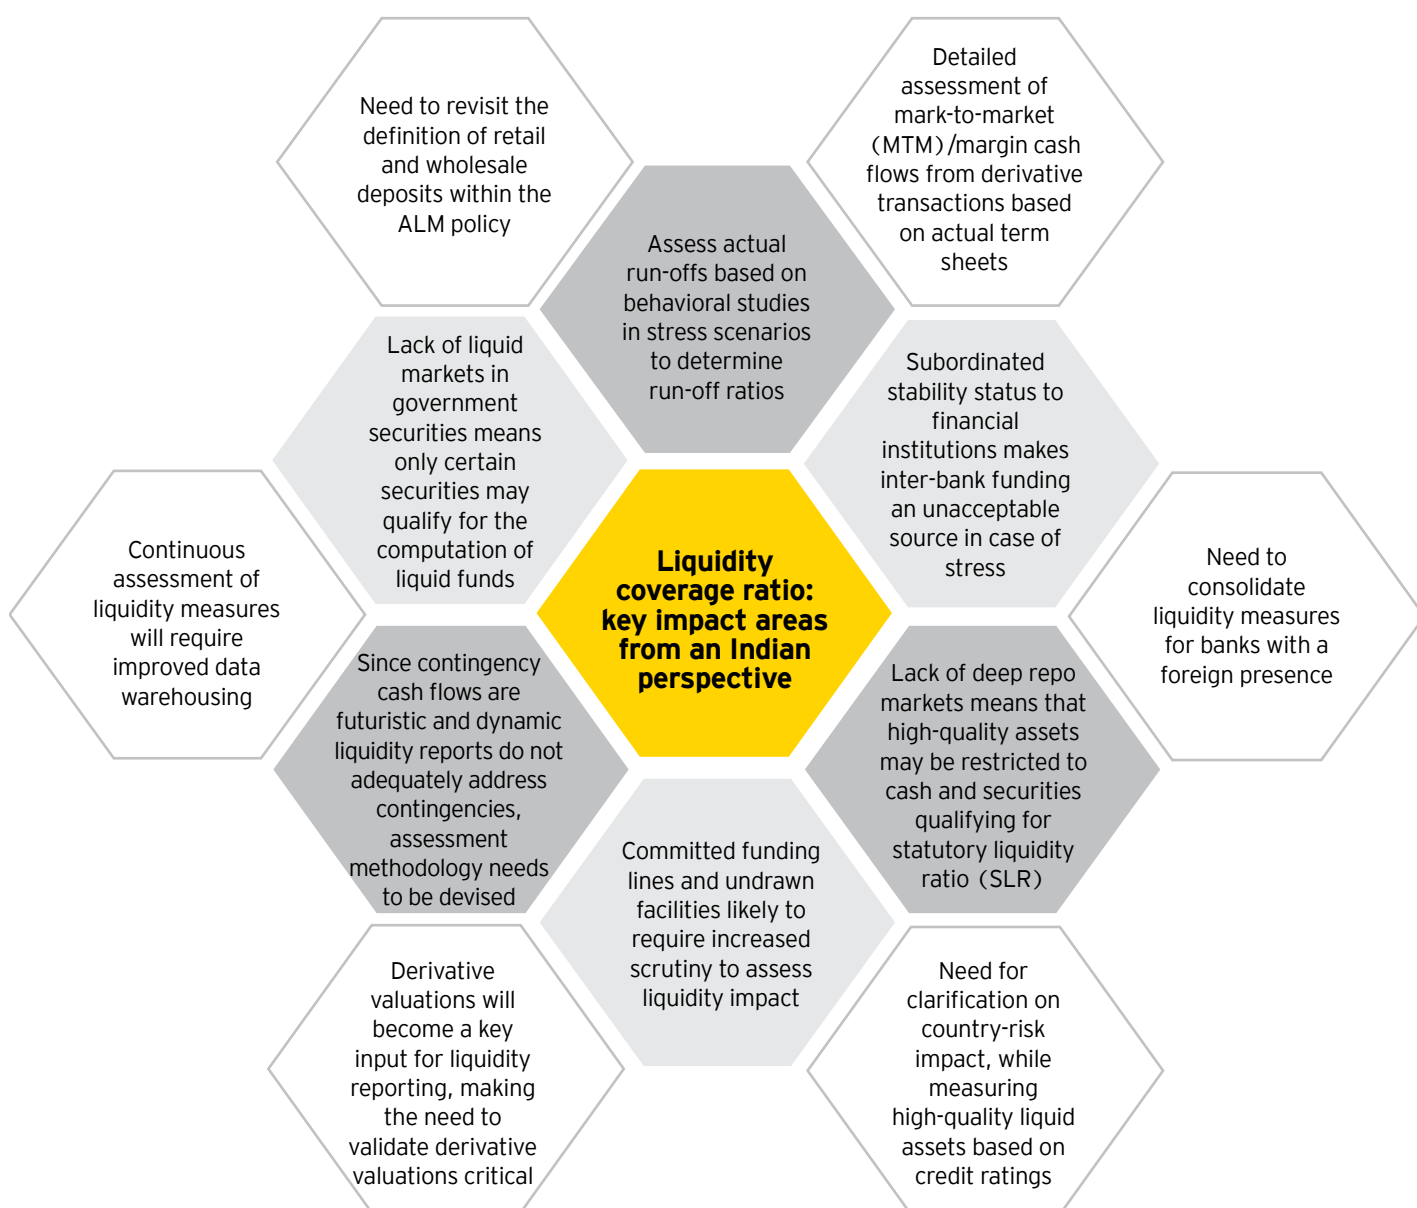 Need to revisit the
definition of retail
and wholesale
deposits within the
ALM policy
Detailed
assessment of
mark-to-market
(MTM)/margin cash
flows from derivative
transactions based
on actual term
sheets
Assess actual
run-offs based on
behavioral studies
in stress scenarios
to determine
run-off ratios
Lack of liquid
markets in
government
securities means
only certain
securities may
qualify for the
computation of
liquid funds
Subordinated
stability status to
financial
institutions makes
inter-bank funding
an unacceptable
source in case of
stress
Continuous
assessment of
liquidity measures
will require
improved data
warehousing
Liquidity
coverage ratio:
key impact areas
from an Indian
perspective
Need to
consolidate
liquidity measures
for banks with a
foreign presence
Since contingency
cash flows are
futuristic and dynamic
liquidity reports do not
adequately address
contingencies,
assessment
methodology needs
to be devised
Lack of deep repo
markets means that
high-quality assets
may be restricted to
cash and securities
qualifying for
statutory liquidity
ratio (SLR)
Committed funding
lines and undrawn
facilities likely to
require increased
scrutiny to assess
liquidity impact
Derivative
valuations will
become a key
input for liquidity
reporting, making
the need to
validate derivative
valuations critical
Need for
clarification on
country-risk
impact, while
measuring
high-quality liquid
assets based on
credit ratings